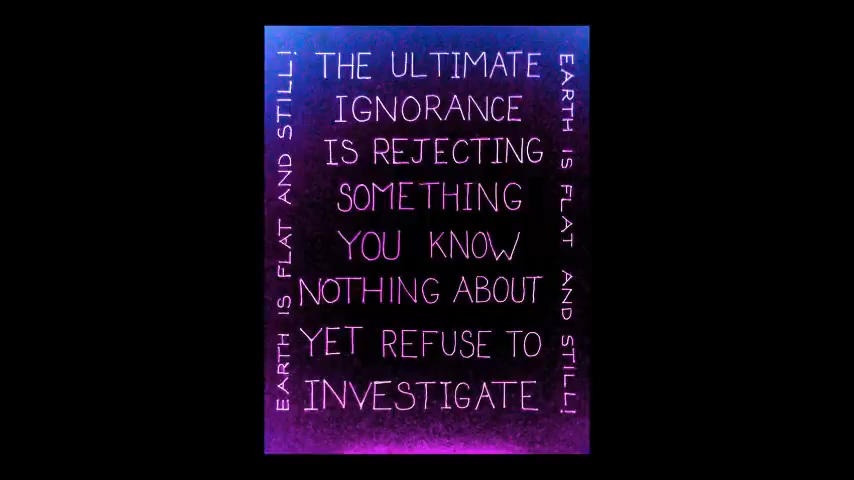 THE ULTIMATE
IGNORANCE
IS REJECTING
SOMETHING
YOU KNOW
NOTHING ABOUT
YET REFUSE TO
INVESTIGATE
EARTH IS FLAT AND STILL!
EARTH IS FLAT AND STILL!